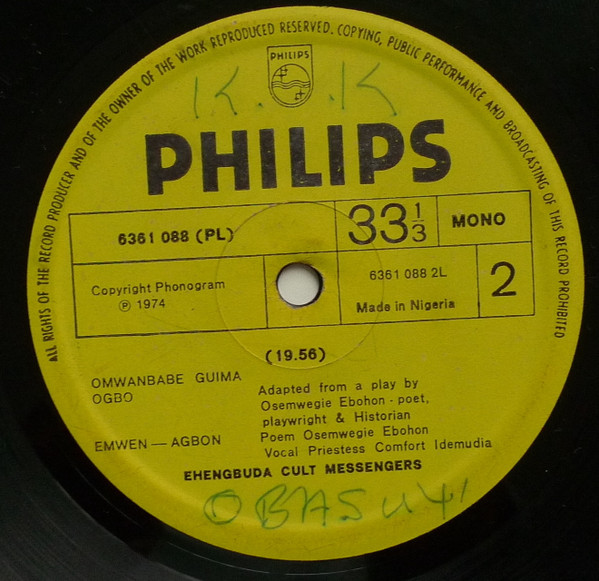 ALL RIGHTS OF THE RECORD PRODUCER AND OF THE OWNER OF THE WORK REPRODUCED RESERVED. COPYING, PUBLIC PERFORMANCE AND BROADCASTING OF THIS RECORD PROHIBITED
PHILIPS
K. K
PHILIPS
6361 088 (PL)
33 1/3
MONO
Copyright Phonogram
Ⓟ 1974
6361 088 2L
Made in Nigeria
2
(19.56)
OMWANBABE GUIMA
OGBO
Adapted from a play by
Osemwegie Ebohon - poet,
playwright & Historian
EMWEN — AGBON
Poem Osemwegie Ebohon
Vocal Priestess Comfort Idemudia
EHENGBUDA CULT MESSENGERS